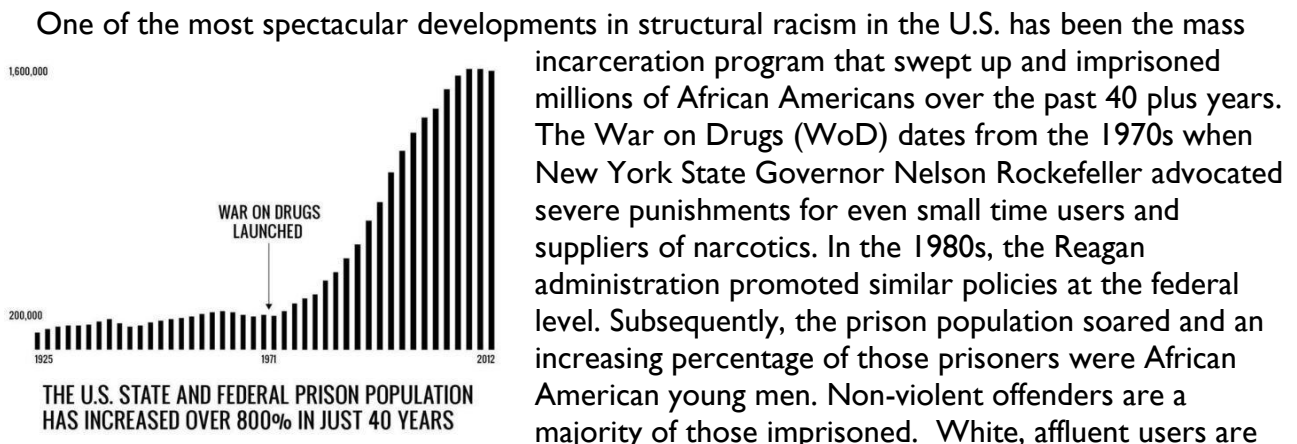 One of the most spectacular developments in structural racism in the U.S. has been the mass
incarceration program that swept up and imprisoned
millions of African Americans over the past 40 plus years.
The War on Drugs (WoD) dates from the 1970s when
New York State Governor Nelson Rockefeller advocated
severe punishments for even small time users and
suppliers of narcotics. In the 1980s, the Reagan
administration promoted similar policies at the federal
level. Subsequently, the prison population soared and an
increasing percentage of those prisoners were African
American young men. Non-violent offenders are a
majority of those imprisoned.  White, affluent users are
1,600,000
WAR ON DRUGS
LAUNCHED
200,000
1925
1971
2012
THE U.S. STATE AND FEDERAL PRISON POPULATION
HAS INCREASED OVER 800% IN JUST 40 YEARS